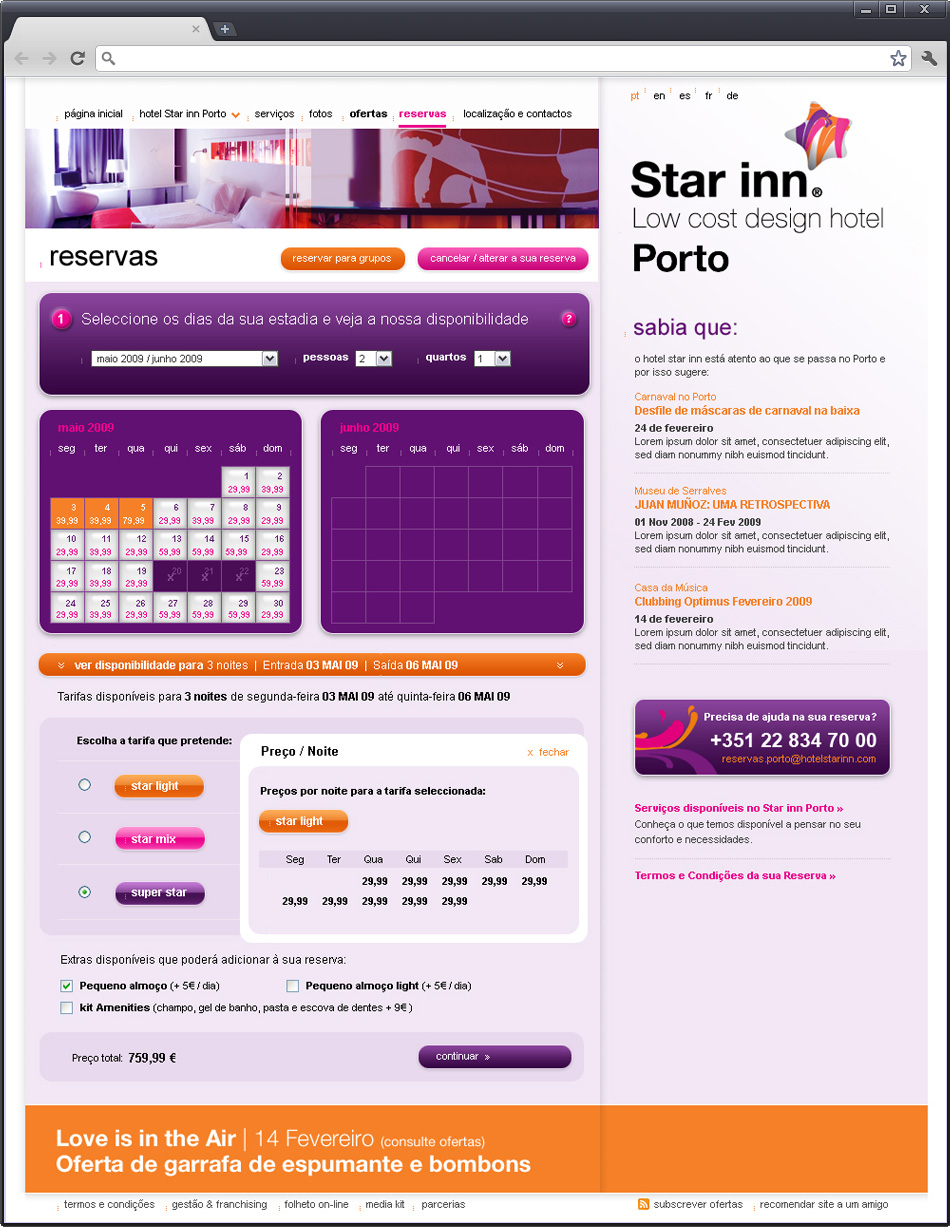 página inicial hotel Star inn Porto serviços fotos ofertas reservas localização e contactos
pt en es fr de
Star inn®
Low cost design hotel
Porto
reservas
reservar para grupos
cancelar / alterar a sua reserva
1 Seleccione os dias da sua estadia e veja a nossa disponibilidade ?
maio 2009 / junho 2009 pessoas 2 quartos 1
maio 2009
seg ter qua qui sex sáb dom
1 2
29,99 39,99
3 4 5 6 7 8 9
39,99 39,99 79,99 29,99 39,99 29,99 29,99
10 11 12 13 14 15 16
29,99 39,99 29,99 59,99 59,99 59,99 29,99
17 18 19 20 21 22 23
29,99 39,99 29,99 x x x 59,99
24 25 26 27 28 29 30
29,99 39,99 29,99 59,99 59,99 59,99 29,99
junho 2009
seg ter qua qui sex sáb dom
ver disponibilidade para 3 noites | Entrada 03 MAI 09 | Saída 06 MAI 09
Tarifas disponíveis para 3 noites de segunda-feira 03 MAI 09 até quinta-feira 06 MAI 09
Escolha a tarifa que pretende:
star light
star mix
super star
Preço / Noite
x fechar
Preços por noite para a tarifa seleccionada:
star light
Seg Ter Qua Qui Sex Sab Dom
29,99 29,99 29,99 29,99 29,99
29,99 29,99 29,99 29,99 29,99
Extras disponíveis que poderá adicionar à sua reserva:
Pequeno almoço (+ 5€ / dia) Pequeno almoço light (+ 5€ / dia)
kit Amenities (champo, gel de banho, pasta e escova de dentes + 9€ )
Preço total: 759,99 €
continuar »
sabia que:
o hotel star inn está atento ao que se passa no Porto e
por isso sugere:
Carnaval no Porto
Desfile de máscaras de carnaval na baixa
24 de fevereiro
Lorem ipsum dolor sit amet, consectetuer adipiscing elit,
sed diam nonummy nibh euismod tincidunt.
Museu de Serralves
JUAN MUÑOZ: UMA RETROSPECTIVA
01 Nov 2008 - 24 Fev 2009
Lorem ipsum dolor sit amet, consectetuer adipiscing elit,
sed diam nonummy nibh euismod tincidunt.
Casa da Música
Clubbing Optimus Fevereiro 2009
14 de fevereiro
Lorem ipsum dolor sit amet, consectetuer adipiscing elit,
sed diam nonummy nibh euismod tincidunt.
Precisa de ajuda na sua reserva?
+351 22 834 70 00
reservas.porto@hotelstarinn.com
Serviços disponíveis no Star inn Porto »
Conheça o que temos disponível a pensar no seu
conforto e necessidades.
Termos e Condições da sua Reserva »
Love is in the Air | 14 Fevereiro (consulte ofertas)
Oferta de garrafa de espumante e bombons
termos e condições gestão & franchising folheto on-line media kit parcerias
subscrever ofertas recomendar site a um amigo